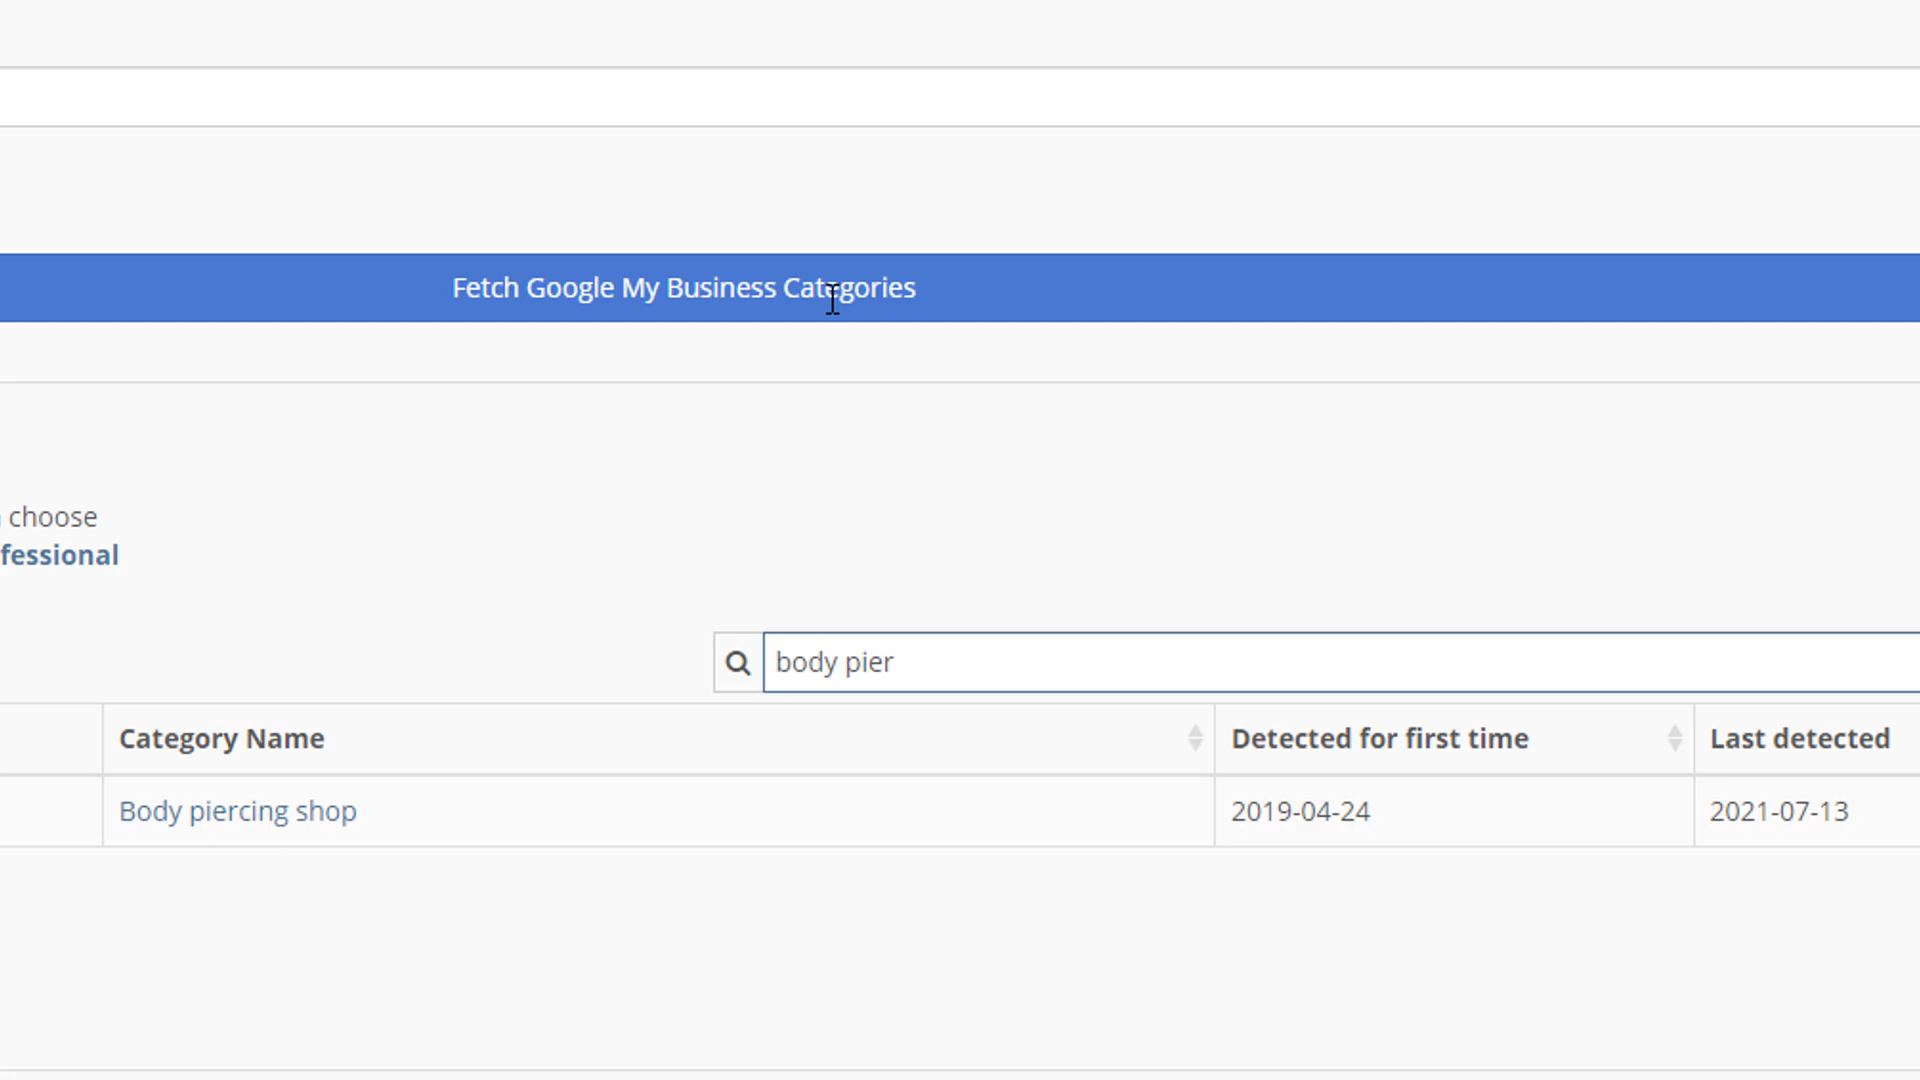 Fetch Google My Business Categories
choose
fessional
body pier
Category Name
Detected for first time
Last detected
Body piercing shop
2019-04-24
2021-07-13